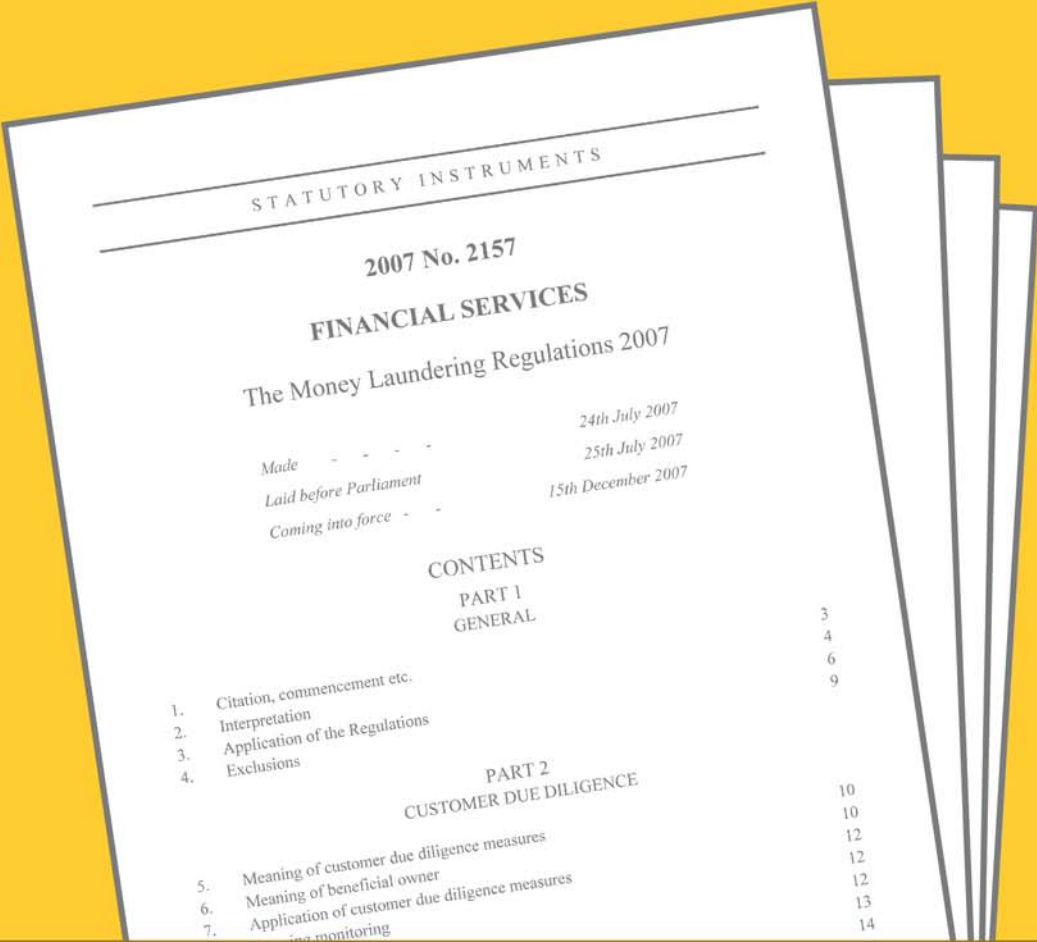 STATUTORY INSTRUMENTS
2007 No. 2157
FINANCIAL SERVICES
The Money Laundering Regulations 2007
Made - - - - 24th July 2007
Laid before Parliament 25th July 2007
Coming into force - - 15th December 2007
CONTENTS
PART 1
GENERAL
1. Citation, commencement etc. 3
2. Interpretation 4
3. Application of the Regulations 6
4. Exclusions 9
PART 2
CUSTOMER DUE DILIGENCE
5. Meaning of customer due diligence measures 10
6. Meaning of beneficial owner 10
7. Application of customer due diligence measures 12
monitoring 12
12
13
14